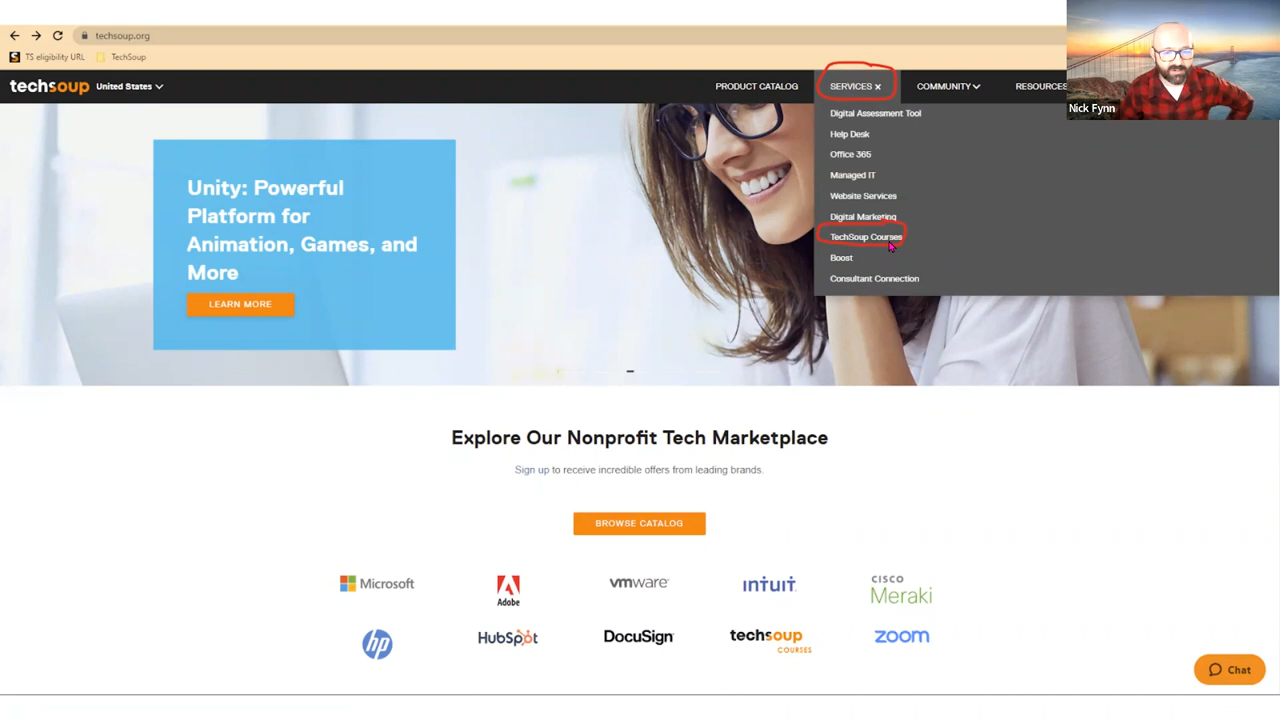 techsoup.org
TS eligibility URL TechSoup
techsoup United States PRODUCT CATALOG SERVICES x COMMUNITY RESOURCES
Nick Fynn
Digital Assessment Tool
Help Desk
Office 365
Managed IT
Website Services
Digital Marketing
TechSoup Courses
Boost
Consultant Connection
Unity: Powerful
Platform for
Animation, Games, and
More
LEARN MORE
Explore Our Nonprofit Tech Marketplace
Sign up to receive incredible offers from leading brands.
BROWSE CATALOG
Microsoft
Adobe
vmware
intuit
CISCO
Meraki
hp
HubSpot
DocuSign
techsoup
COURSES
zoom
Chat